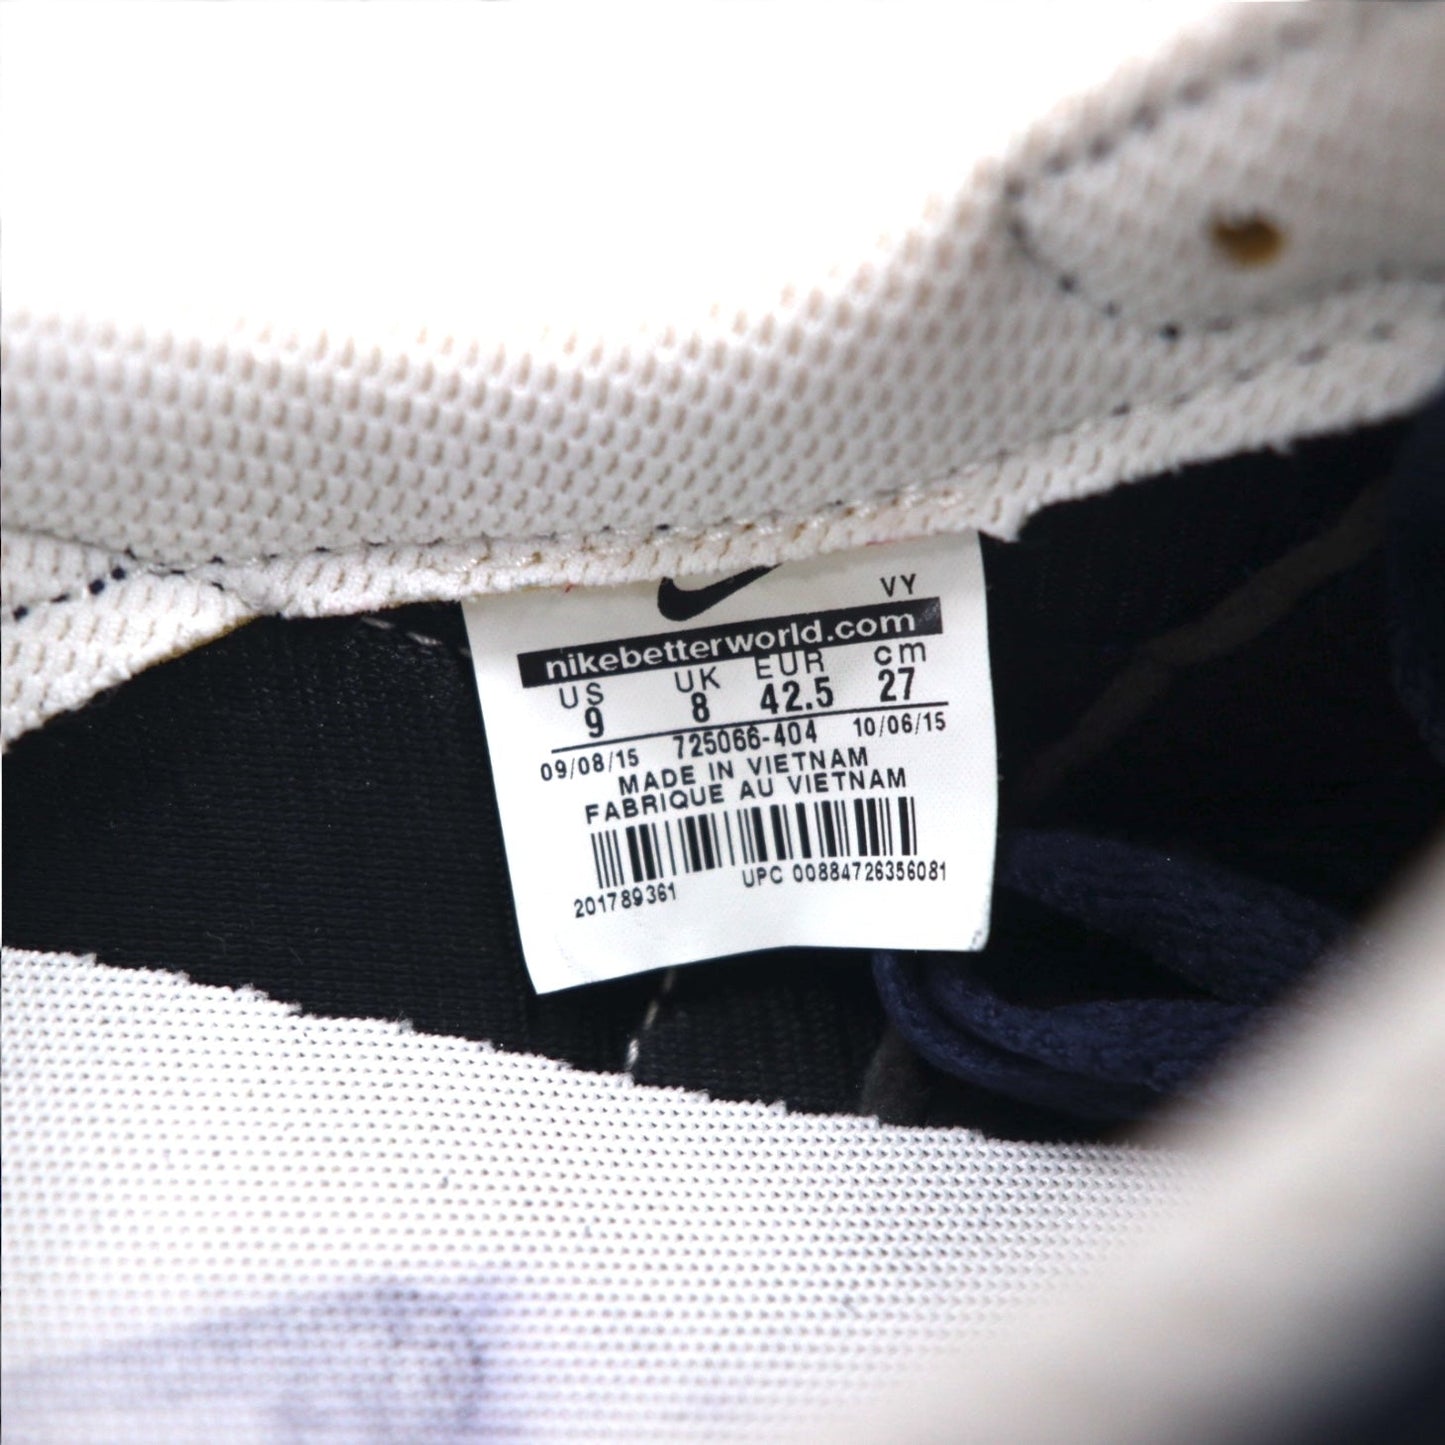 VY
nikebetterworld.com
US UK EUR cm
9 8 42.5 27
09/08/15 725066-404 10/06/15
MADE IN VIETNAM
FABRIQUE AU VIETNAM
201789361 UPC 00884726356081